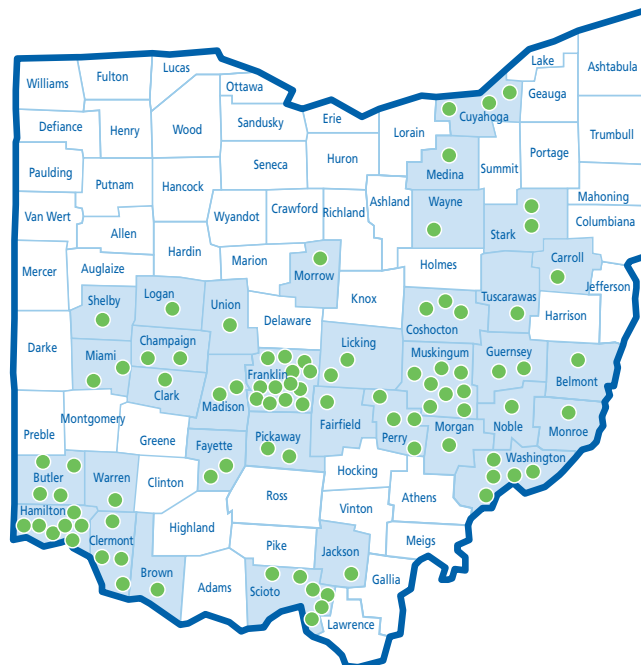 Lake
Ashtabula
Lucas
Fulton
Williams
Ottawa
Geauga
Cuyahoga
Erie
Sandusky
Defiance
Henry
Wood
Lorain
Trumbull
Portage
Huron
Seneca
Summit
Medina
Paulding
Putnam
Hancock
Ashland
Mahoning
Wayne
Crawford
Richland
Van Wert
Wyandot
Columbiana
Allen
Stark
Hardin
Marion
Holmes
Carroll
Mercer
Auglaize
Morrow
Jefferson
Logan
Knox
Tuscarawas
Shelby
Union
Delaware
Harrison
Coshocton
Champaign
Licking
Darke
Miami
Muskingum
Guernsey
Franklin
Belmont
Clark
Madison
Montgomery
Fairfield
Morgan
Noble
Monroe
Preble
Greene
Pickaway
Perry
Fayette
Washington
Hocking
Butler
Warren
Clinton
Athens
Ross
Hamilton
Vinton
Highland
Clermont
Meigs
Pike
Jackson
Brown
Gallia
Adams
Scioto
Lawrence